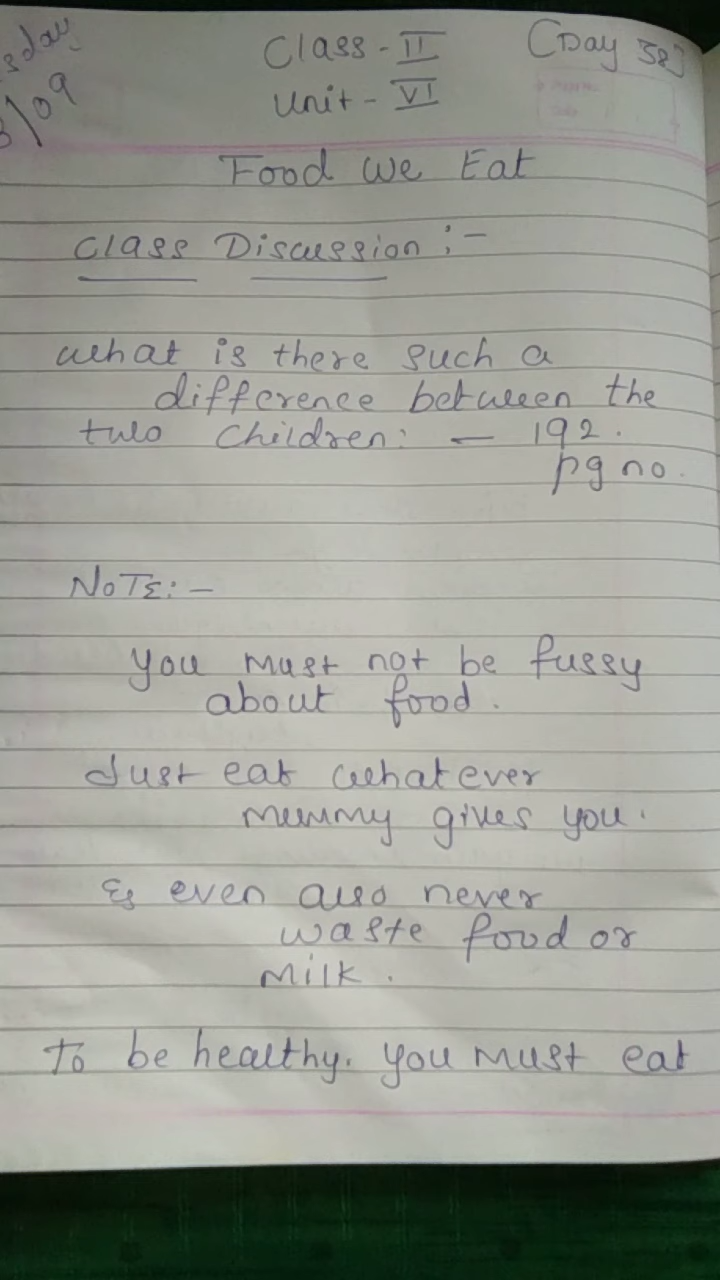 Class - II
[Day 38]
Unit - VI
Food We Eat
Class Discussion :-
what is there such a
difference between the
two children: - 192.
pg no.
NOTE: -
you must not be fussy
about food.
Just eat whatever
mummy gives you.
& even also never
waste food or
Milk.
To be healthy. you must eat